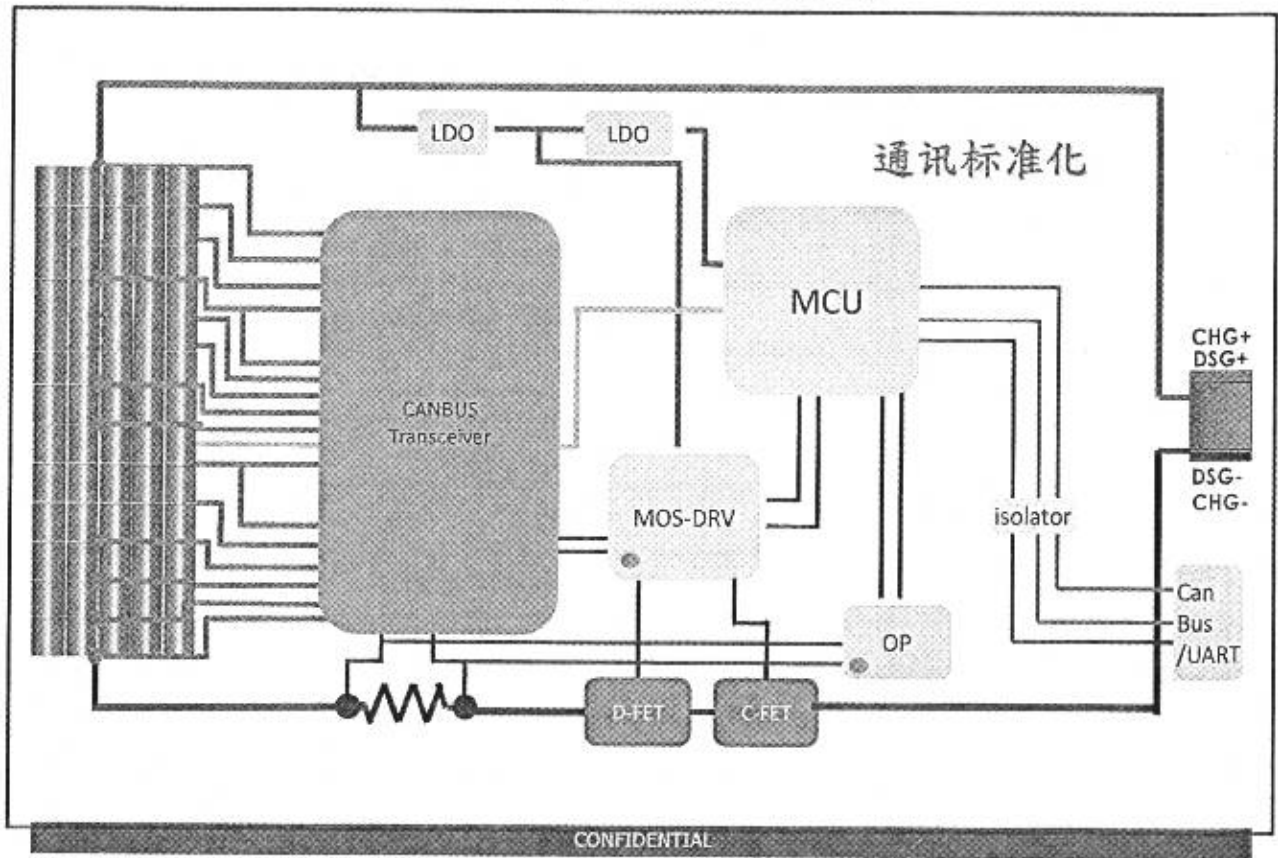 LDO
LDO
通讯标准化
MCU
CHG+
DSG+
CANBUS
Transceiver
DSG-
CHG-
MOS-DRV
isolator
Can
Bus
/UART
OP
D-FET
C-FET
CONFIDENTIAL